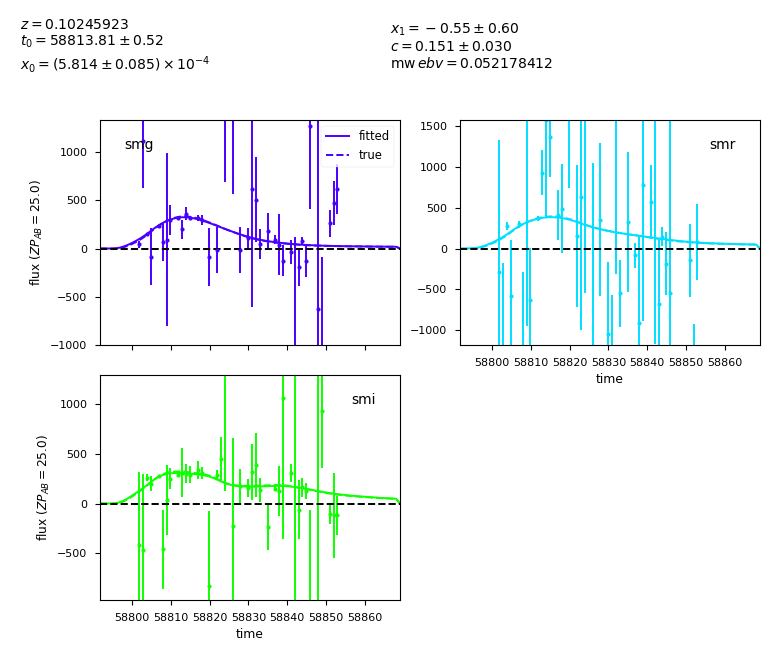 z = 0.10245923
t₀ = 58813.81 ± 0.52
x₀ = (5.814 ± 0.085) × 10⁻⁴
x₁ = −0.55 ± 0.60
c = 0.151 ± 0.030
mw ebv = 0.052178412
smg
fitted
true
1000
500
0
−500
−1000
flux (ZP_AB = 25.0)
smr
1500
1000
500
0
−500
−1000
58800 58810 58820 58830 58840 58850 58860
time
smi
1000
500
0
−500
flux (ZP_AB = 25.0)
58800 58810 58820 58830 58840 58850 58860
time